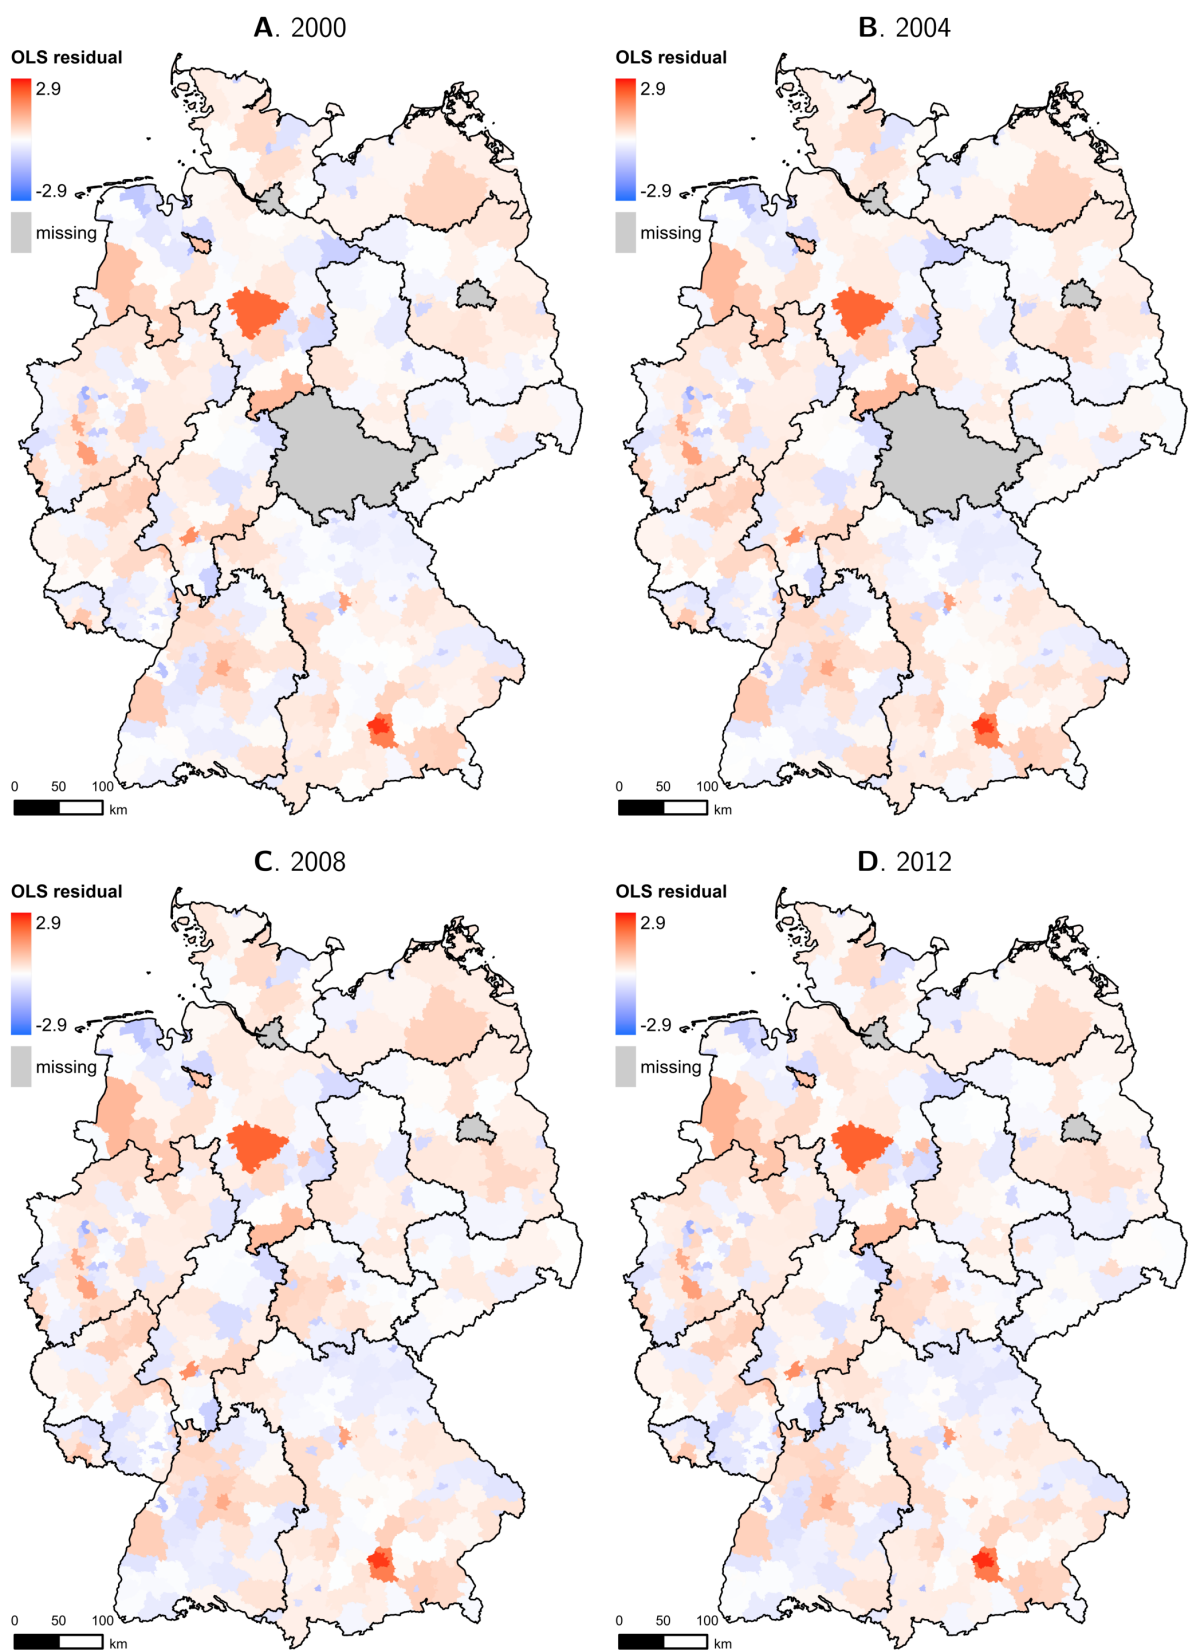 A. 2000
OLS residual
2.9
-2.9
missing
0 50 100
km
B. 2004
OLS residual
2.9
-2.9
missing
0 50 100
km
C. 2008
OLS residual
2.9
-2.9
missing
0 50 100
km
D. 2012
OLS residual
2.9
-2.9
missing
0 50 100
km